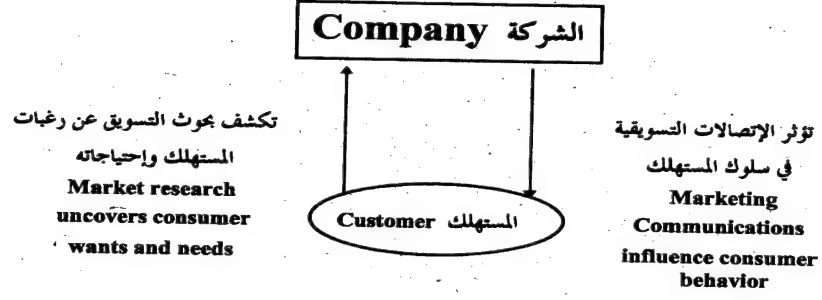 الشركة Company
تكشف بحوث التسويق عن رغبات
المستهلك وإحتياجاته
Market research
uncovers consumer
wants and needs
تؤثر الإتصالات التسويقية
في سلوك المستهلك
Marketing
Communications
influence consumer
behavior
المستهلك Customer